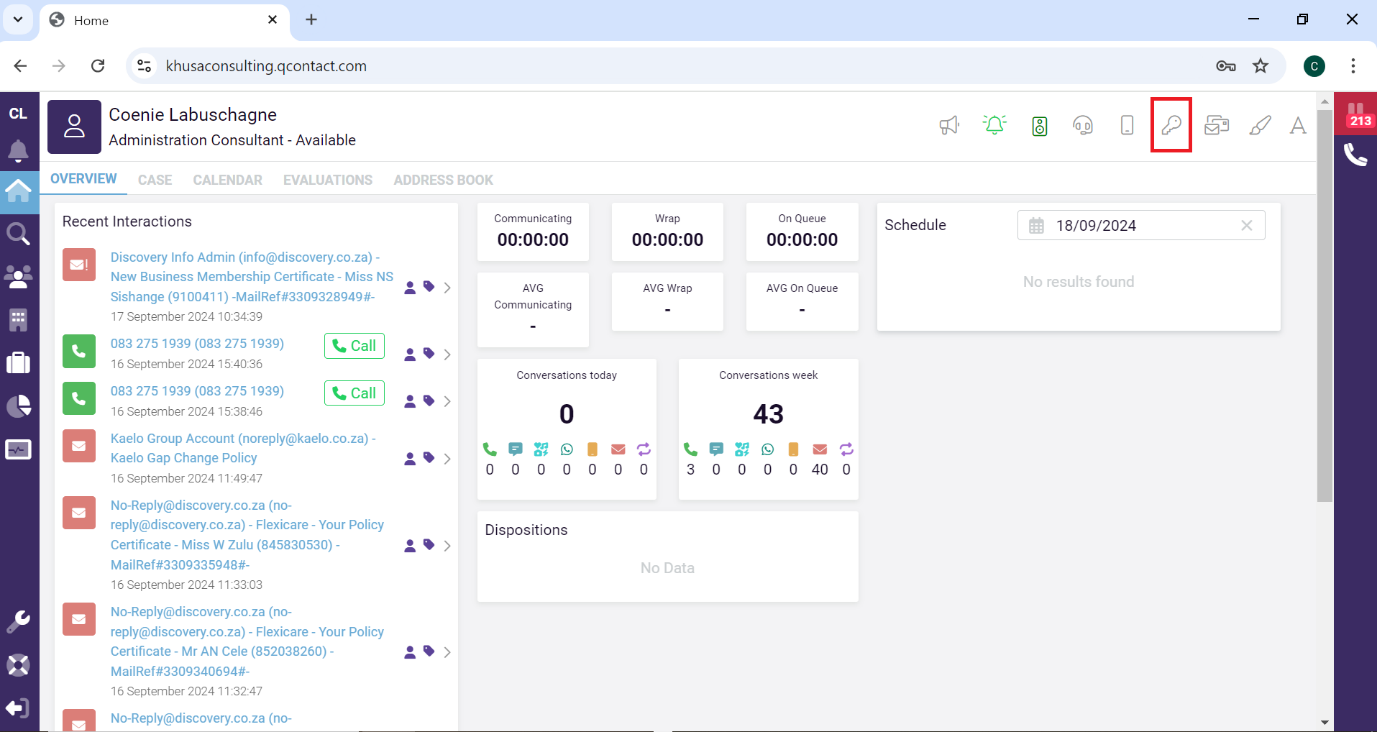 Home
khusaconsulting.qcontact.com
C
CL
Coenie Labuschagne
Administration Consultant - Available
A
213
OVERVIEW
CASE
CALENDAR
EVALUATIONS
ADDRESS BOOK
Recent Interactions
Discovery Info Admin (info@discovery.co.za) -
New Business Membership Certificate - Miss NS
Sishange (9100411) -MailRef#3309328949#-
17 September 2024 10:34:39
083 275 1939 (083 275 1939)
Call
16 September 2024 15:40:36
083 275 1939 (083 275 1939)
Call
16 September 2024 15:38:46
Kaelo Group Account (noreply@kaelo.co.za) -
Kaelo Gap Change Policy
16 September 2024 11:49:47
No-Reply@discovery.co.za (no-
reply@discovery.co.za) - Flexicare - Your Policy
Certificate - Miss W Zulu (845830530) -
MailRef#3309335948#-
16 September 2024 11:33:03
No-Reply@discovery.co.za (no-
reply@discovery.co.za) - Flexicare - Your Policy
Certificate - Mr AN Cele (852038260) -
MailRef#3309340694#-
16 September 2024 11:32:47
No-Reply@discovery.co.za (no-
Communicating
00:00:00
Wrap
00:00:00
On Queue
00:00:00
AVG
Communicating
-
AVG Wrap
-
AVG On Queue
-
Conversations today
0
0 0 0 0 0 0 0
Conversations week
43
3 0 0 0 0 40 0
Dispositions
No Data
Schedule
18/09/2024
No results found